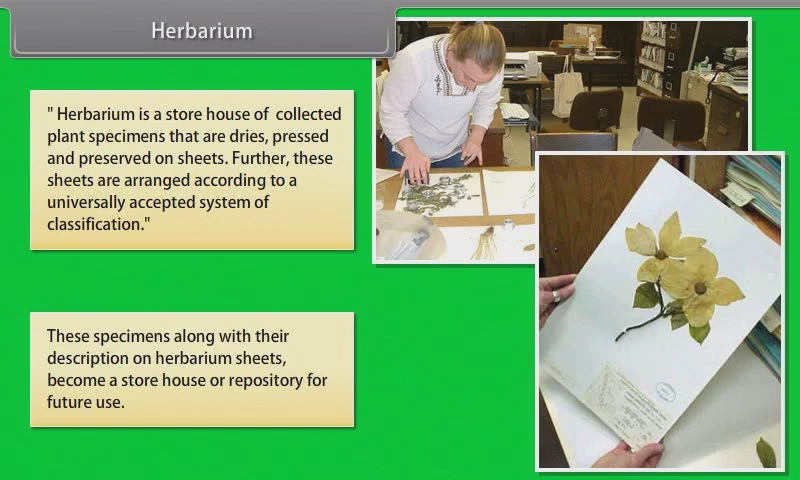 Herbarium
" Herbarium is a store house of collected
plant specimens that are dries, pressed
and preserved on sheets. Further, these
sheets are arranged according to a
universally accepted system of
classification."
These specimens along with their
description on herbarium sheets,
become a store house or repository for
future use.